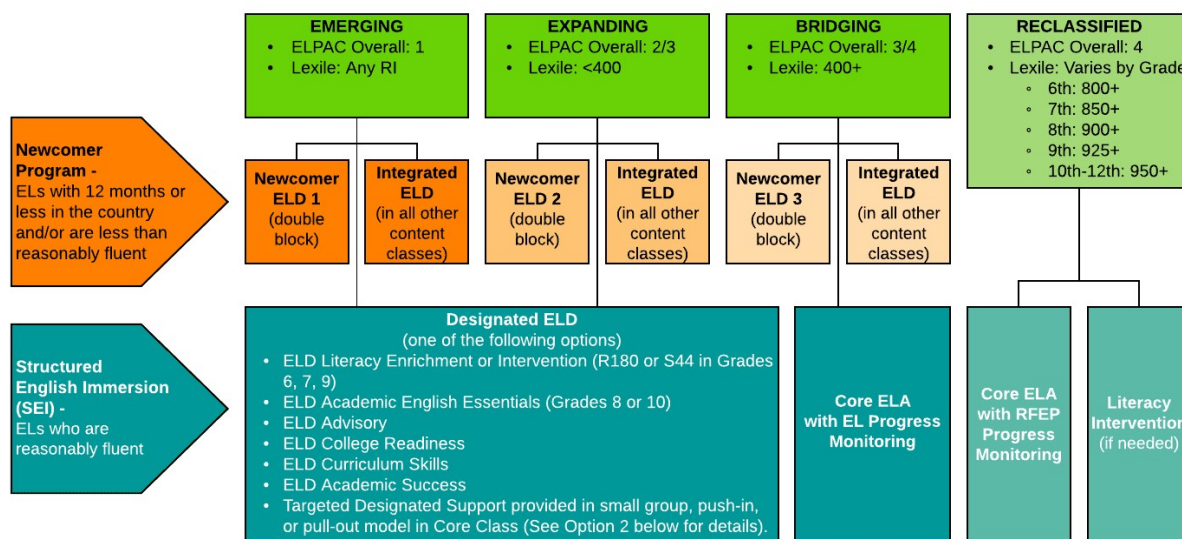 EMERGING
• ELPAC Overall: 1
• Lexile: Any RI
EXPANDING
• ELPAC Overall: 2/3
• Lexile: <400
BRIDGING
• ELPAC Overall: 3/4
• Lexile: 400+
RECLASSIFIED
• ELPAC Overall: 4
• Lexile: Varies by Grade
◦ 6th: 800+
◦ 7th: 850+
◦ 8th: 900+
◦ 9th: 925+
◦ 10th-12th: 950+
Newcomer
Program -
ELs with 12 months or
less in the country
and/or are less than
reasonably fluent
Newcomer
ELD 1
(double
block)
Integrated
ELD
(in all other
content
classes)
Newcomer
ELD 2
(double
block)
Integrated
ELD
(in all other
content
classes)
Newcomer
ELD 3
(double
block)
Integrated
ELD
(in all other
content
classes)
Structured
English Immersion
(SEI) -
ELs who are
reasonably fluent
Designated ELD
(one of the following options)
• ELD Literacy Enrichment or Intervention (R180 or S44 in Grades
6, 7, 9)
• ELD Academic English Essentials (Grades 8 or 10)
• ELD Advisory
• ELD College Readiness
• ELD Curriculum Skills
• ELD Academic Success
• Targeted Designated Support provided in small group, push-in,
or pull-out model in Core Class (See Option 2 below for details).
Core ELA
with EL Progress
Monitoring
Core ELA
with RFEP
Progress
Monitoring
Literacy
Intervention
(if needed)